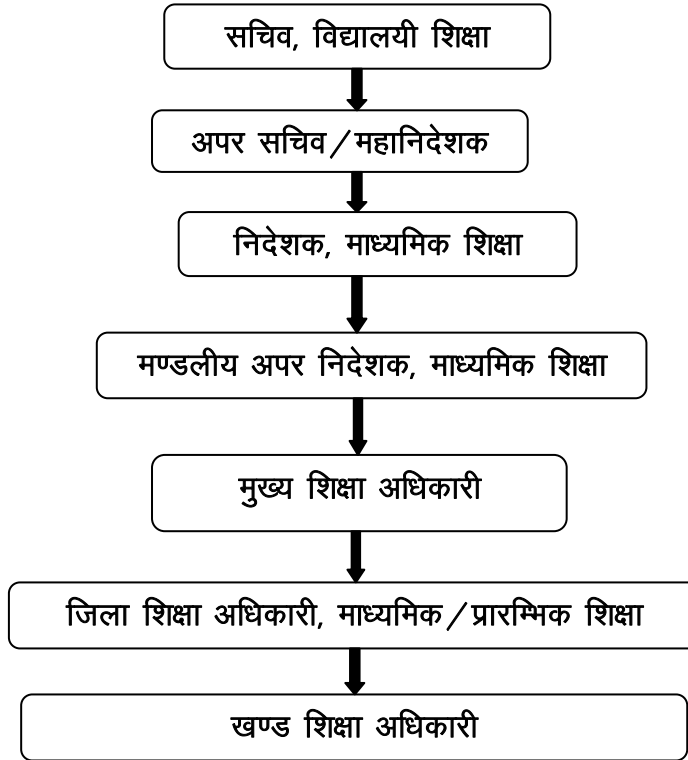 सचिव, विद्यालयी शिक्षा
अपर सचिव/महानिदेशक
निदेशक, माध्यमिक शिक्षा
मण्डलीय अपर निदेशक, माध्यमिक शिक्षा
मुख्य शिक्षा अधिकारी
जिला शिक्षा अधिकारी, माध्यमिक/प्रारम्भिक शिक्षा
खण्ड शिक्षा अधिकारी